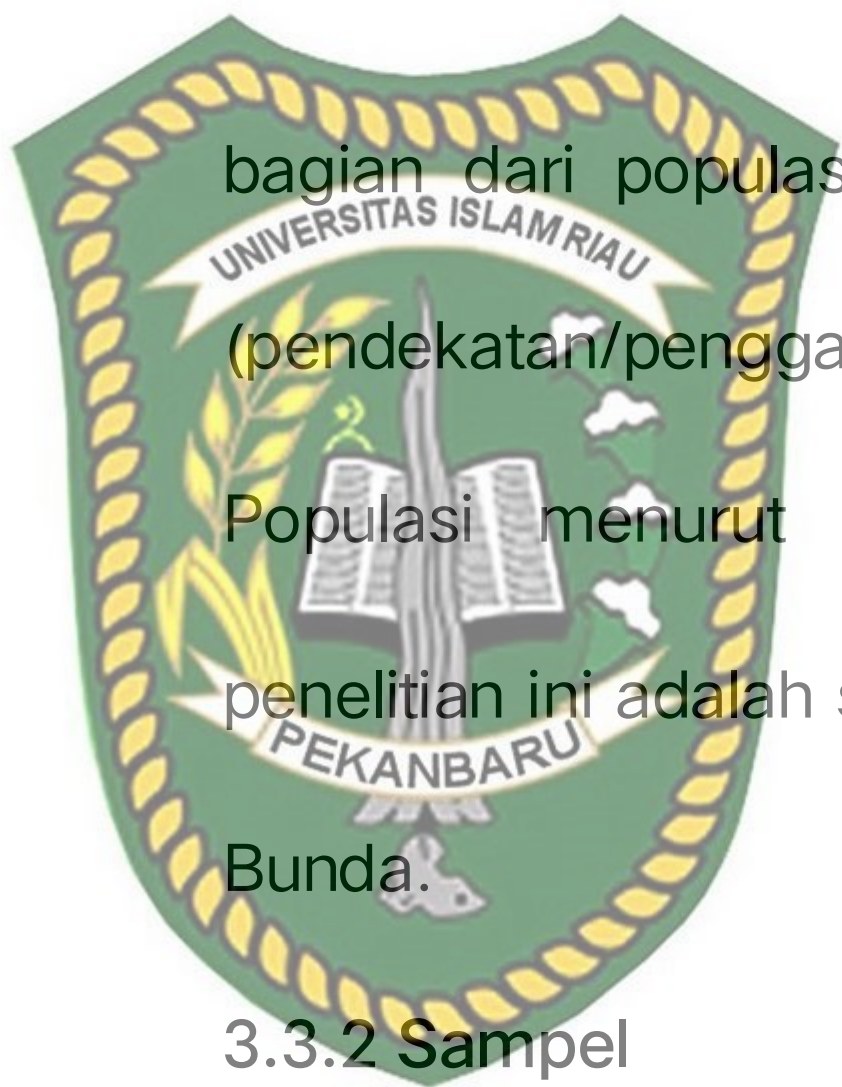 bagian dari populas
UNIVERSITAS ISLAM RIAU
(pendekatan/pengga
Populasi menurut
penelitian ini adalah s
PEKANBARU
Bunda.
3.3.2 Sampel